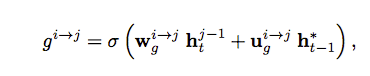 g^{i→j} = σ ( w_g^{i→j} h_t^{j−1} + u_g^{i→j} h_{t−1}^* ) ,